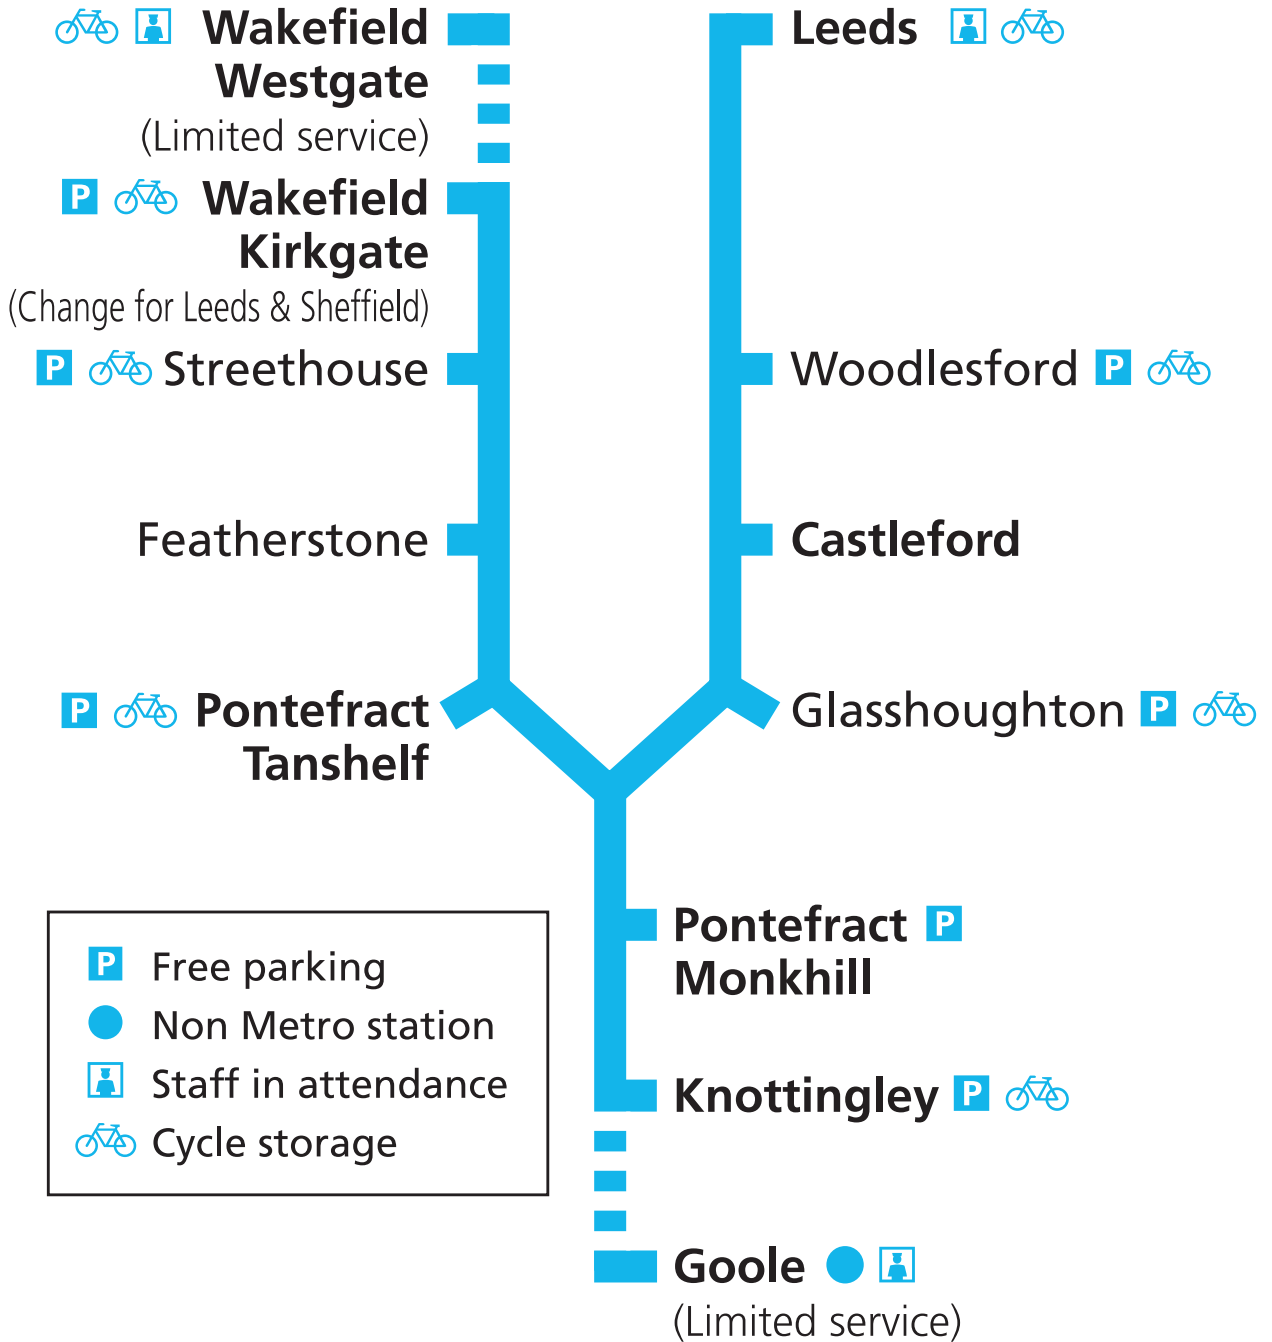 Wakefield
Westgate
(Limited service)
P Wakefield
Kirkgate
(Change for Leeds & Sheffield)
P Streethouse
Featherstone
P Pontefract
Tanshelf
Leeds
Woodlesford P
Castleford
Glasshoughton P
Pontefract P
Monkhill
Knottingley P
Goole
(Limited service)
P Free parking
Non Metro station
Staff in attendance
Cycle storage